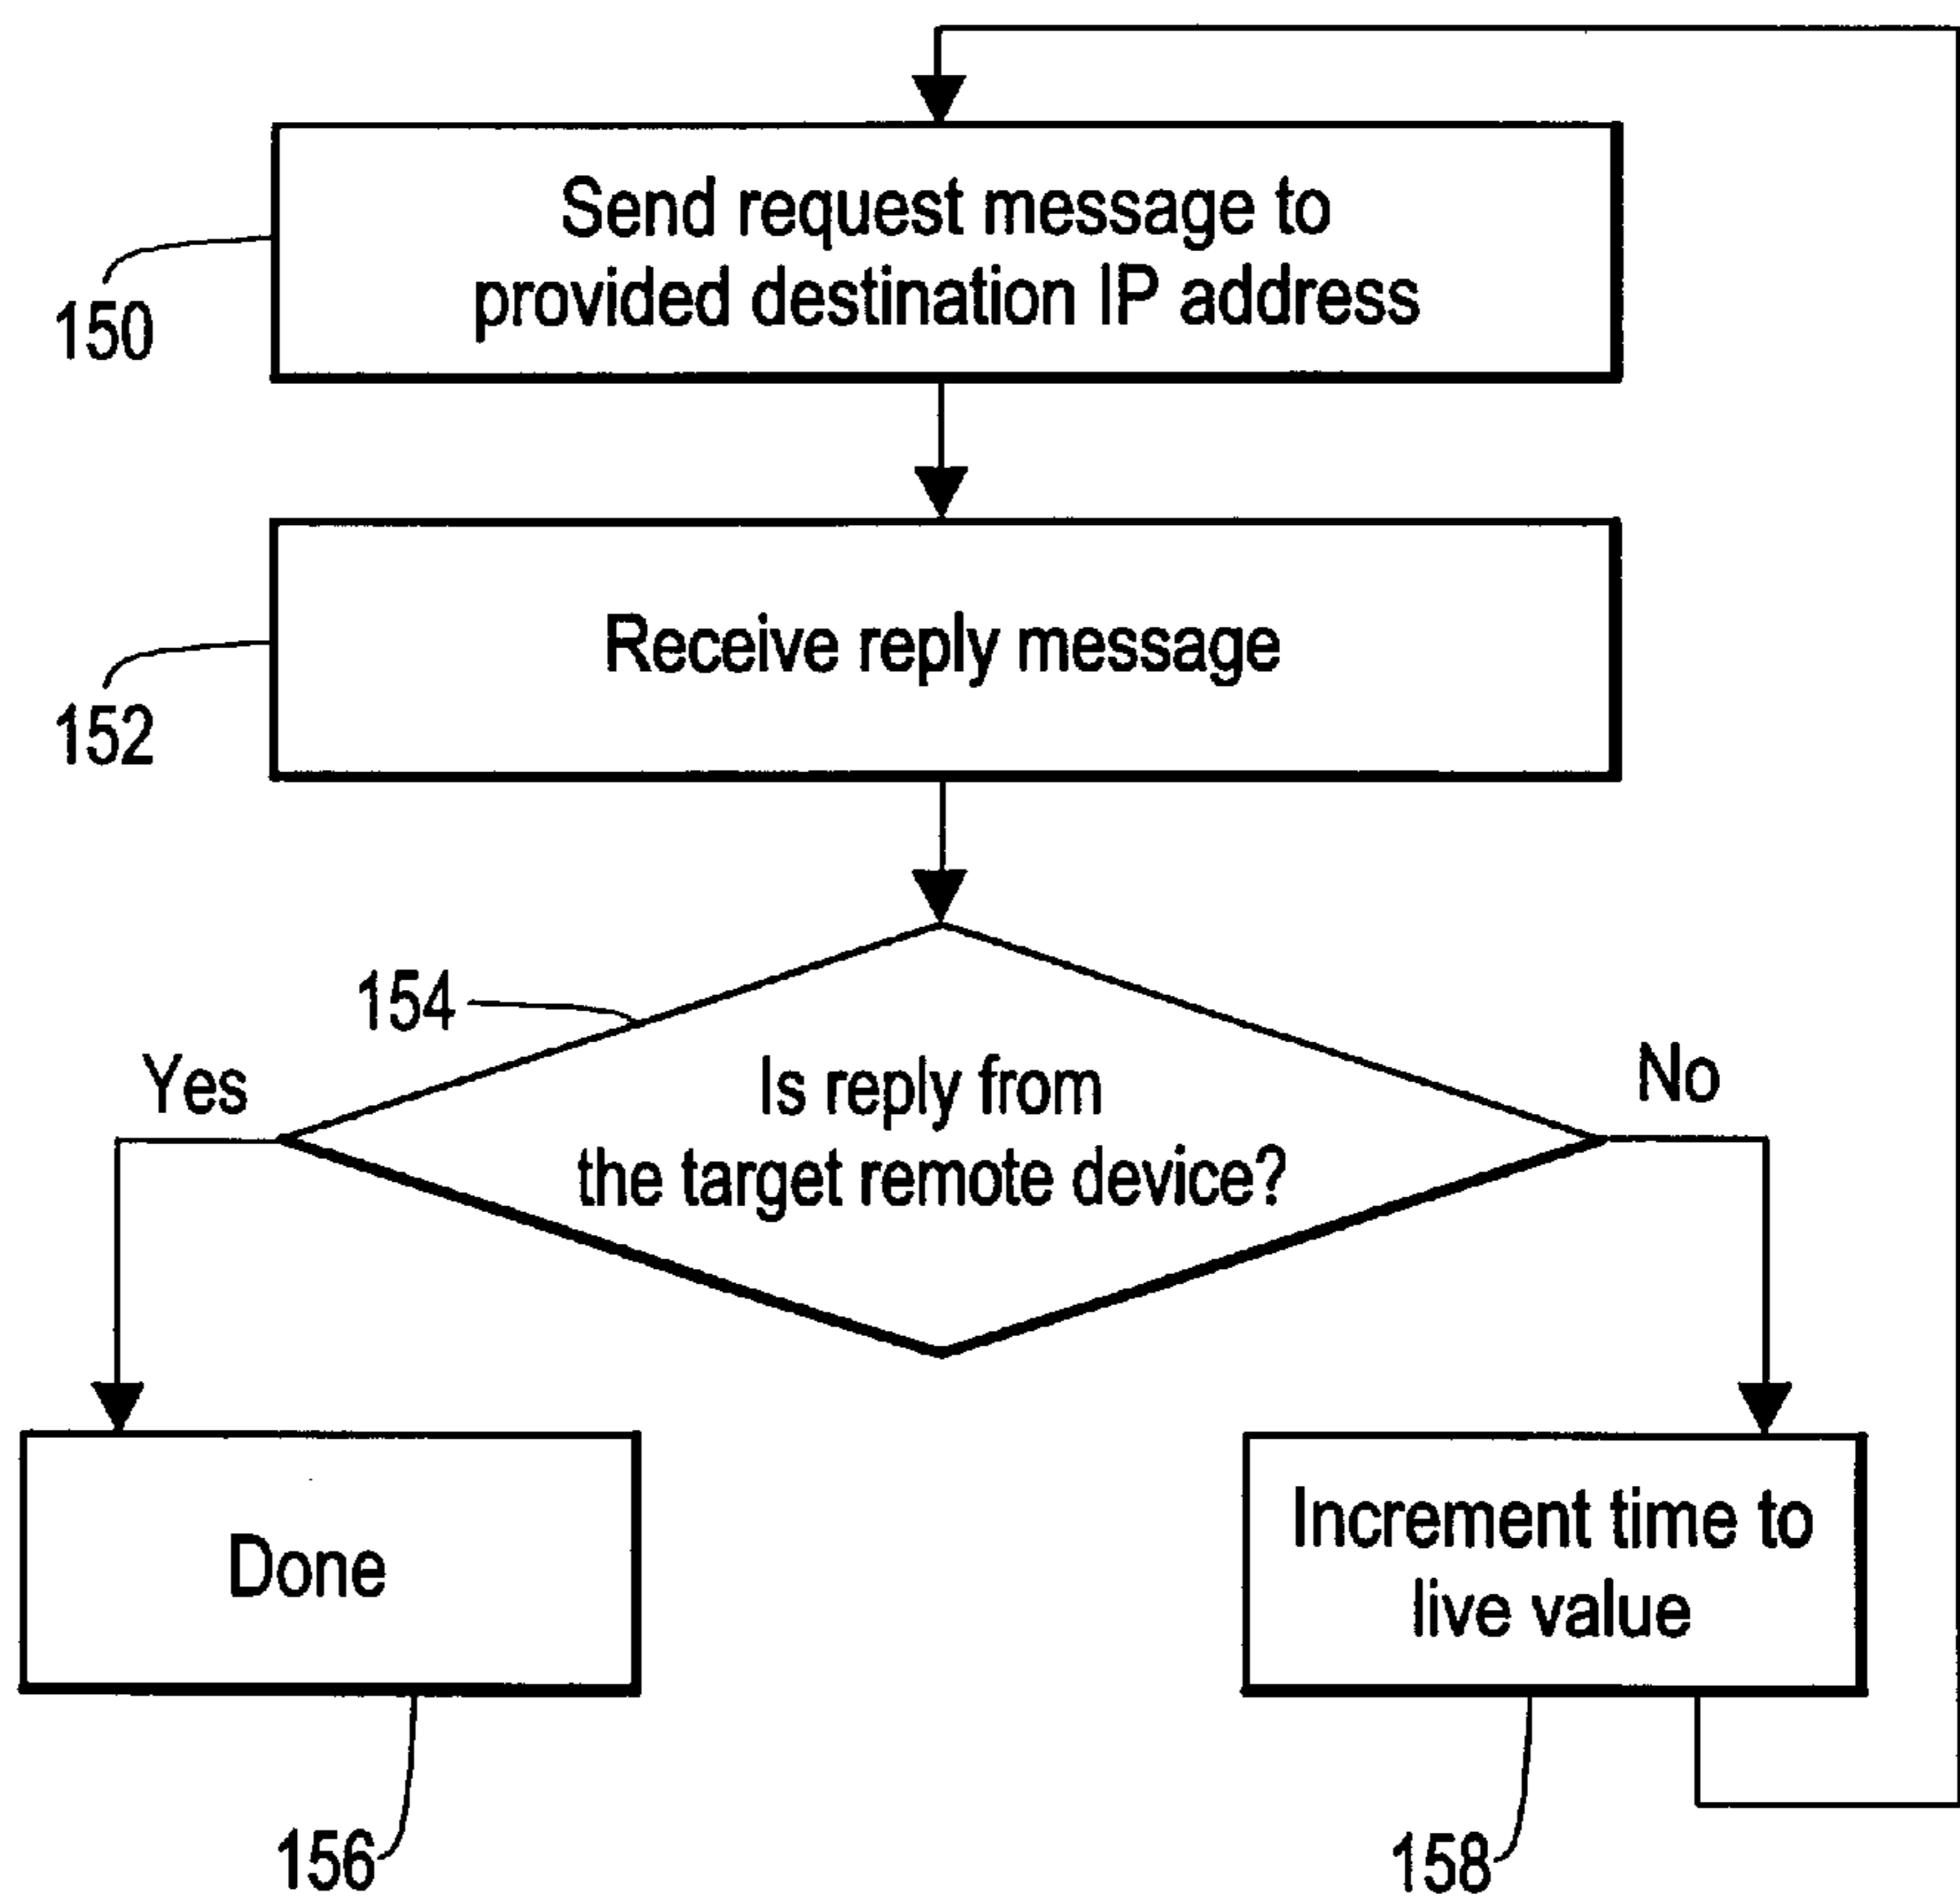 Send request message to
provided destination IP address
150
Receive reply message
152
154
Yes
Is reply from
the target remote device?
No
Done
Increment time to
live value
156
158